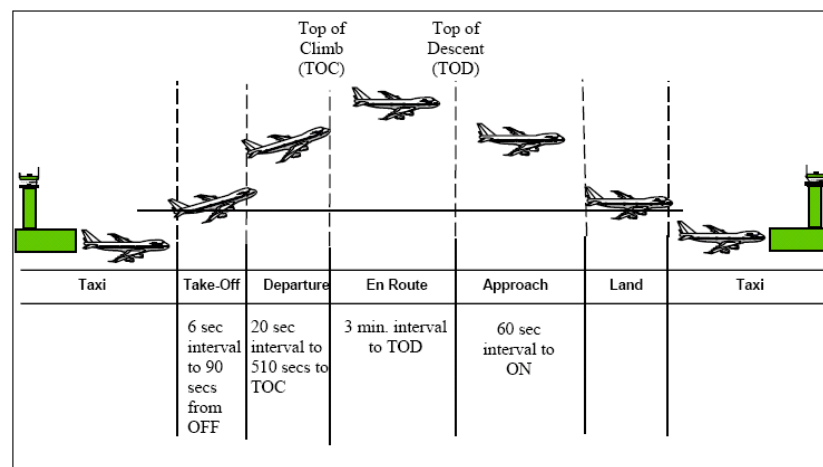 Top of
Climb
(TOC)
Top of
Descent
(TOD)
Taxi
Take-Off
Departure
En Route
Approach
Land
Taxi
6 sec
interval
to 90
secs
from
OFF
20 sec
interval to
510 secs to
TOC
3 min. interval
to TOD
60 sec
interval to
ON